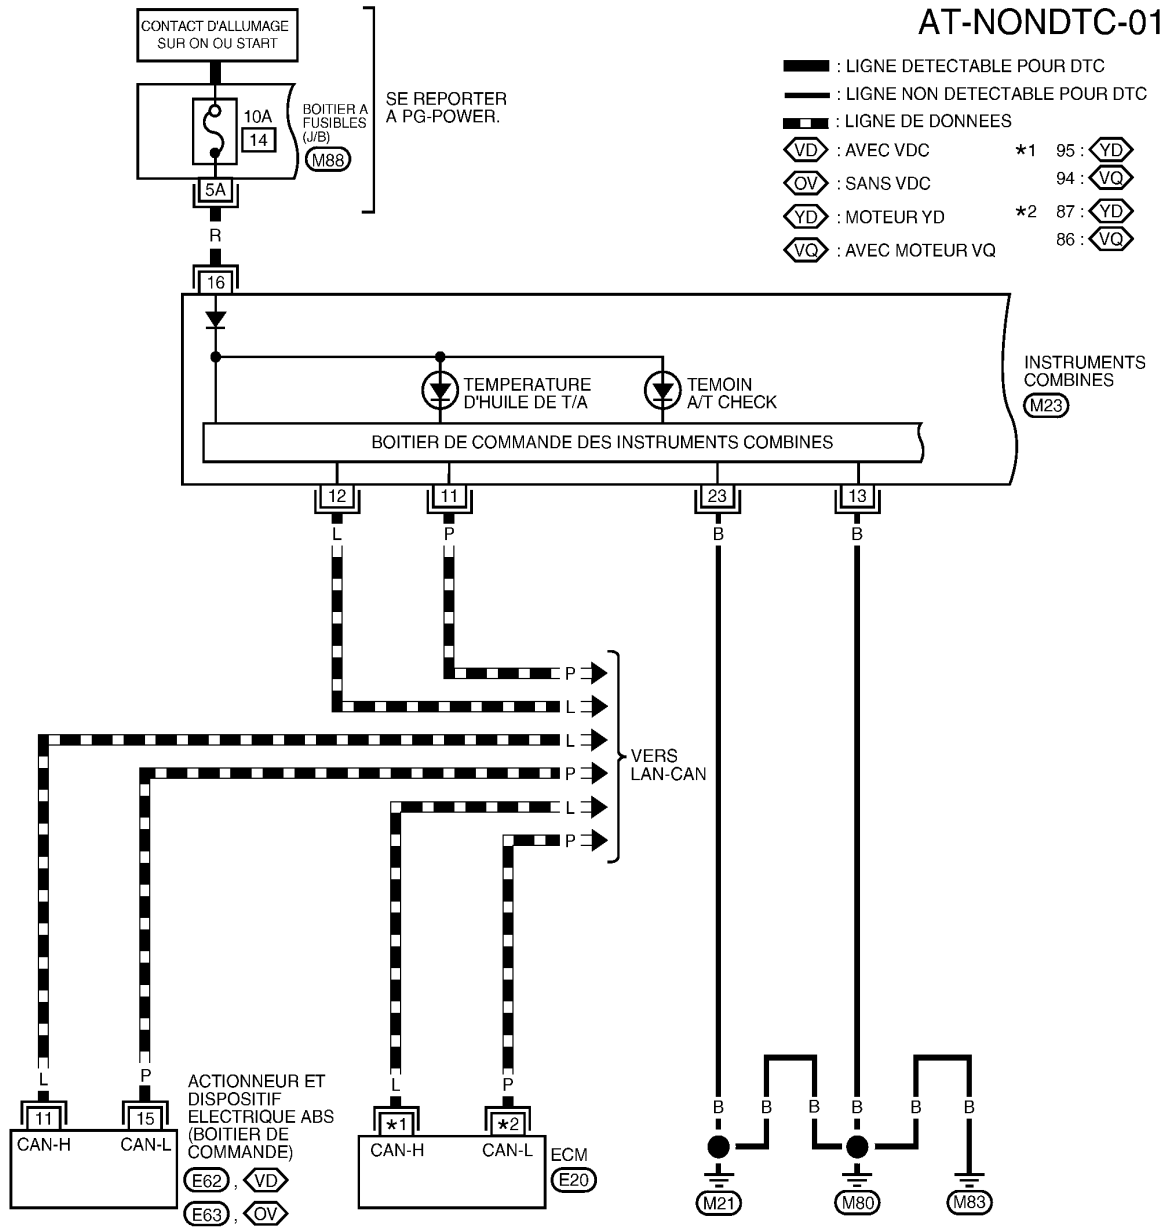 AT-NONDTC-01
CONTACT D'ALLUMAGE
SUR ON OU START
10A
14
BOITIER A
FUSIBLES
(J/B)
M88
SE REPORTER
A PG-POWER.
5A
R
16
: LIGNE DETECTABLE POUR DTC
: LIGNE NON DETECTABLE POUR DTC
: LIGNE DE DONNEES
VD : AVEC VDC
OV : SANS VDC
YD : MOTEUR YD
VQ : AVEC MOTEUR VQ
*1 95 : YD
94 : VQ
*2 87 : YD
86 : VQ
TEMPERATURE
D'HUILE DE T/A
TEMOIN
A/T CHECK
INSTRUMENTS
COMBINES
M23
BOITIER DE COMMANDE DES INSTRUMENTS COMBINES
12 11 23 13
L P B B
P
L
L
P
L
P
VERS
LAN-CAN
L P
11 15
CAN-H CAN-L
ACTIONNEUR ET
DISPOSITIF
ELECTRIQUE ABS
(BOITIER DE
COMMANDE)
E62 , VD
E63 , OV
L P
*1 *2
CAN-H CAN-L
ECM
E20
B B B B B B
M21 M80 M83